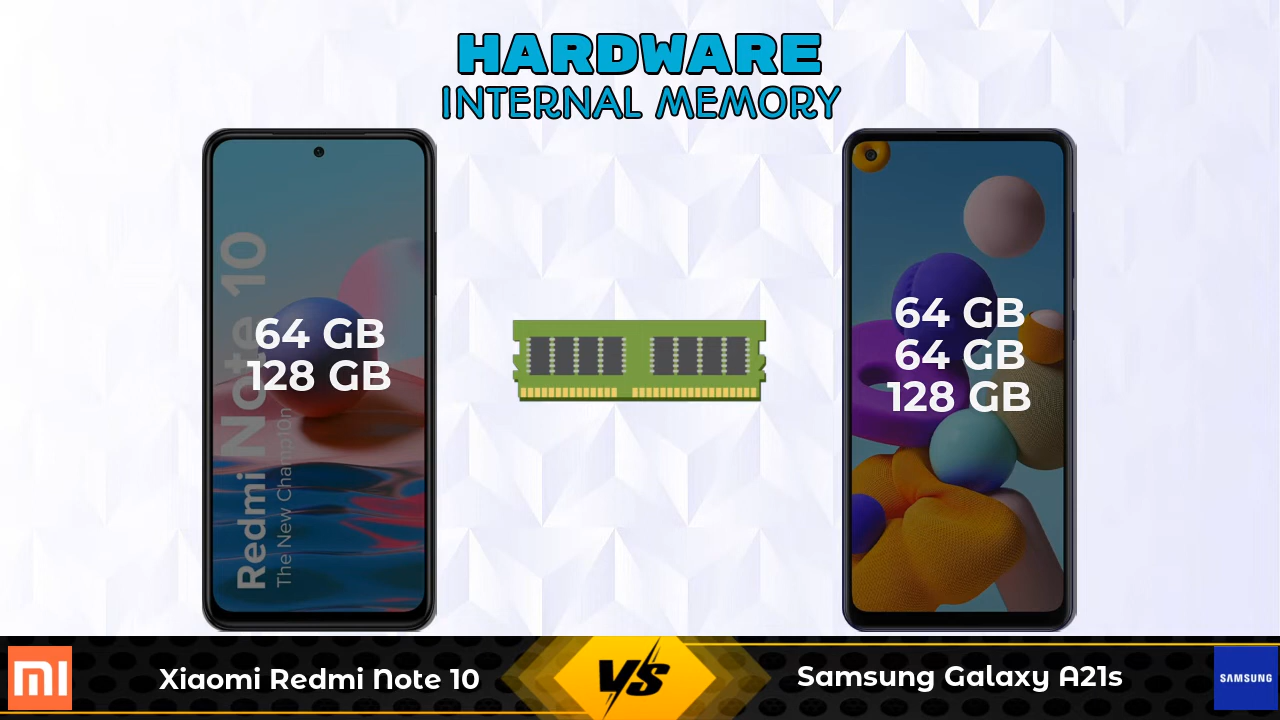 HARDWARE
INTERNAL MEMORY
Redmi Note 10
The New Champ10n
64 GB
128 GB
64 GB
64 GB
128 GB
MI
Xiaomi Redmi Note 10
VS
Samsung Galaxy A21s
SAMSUNG